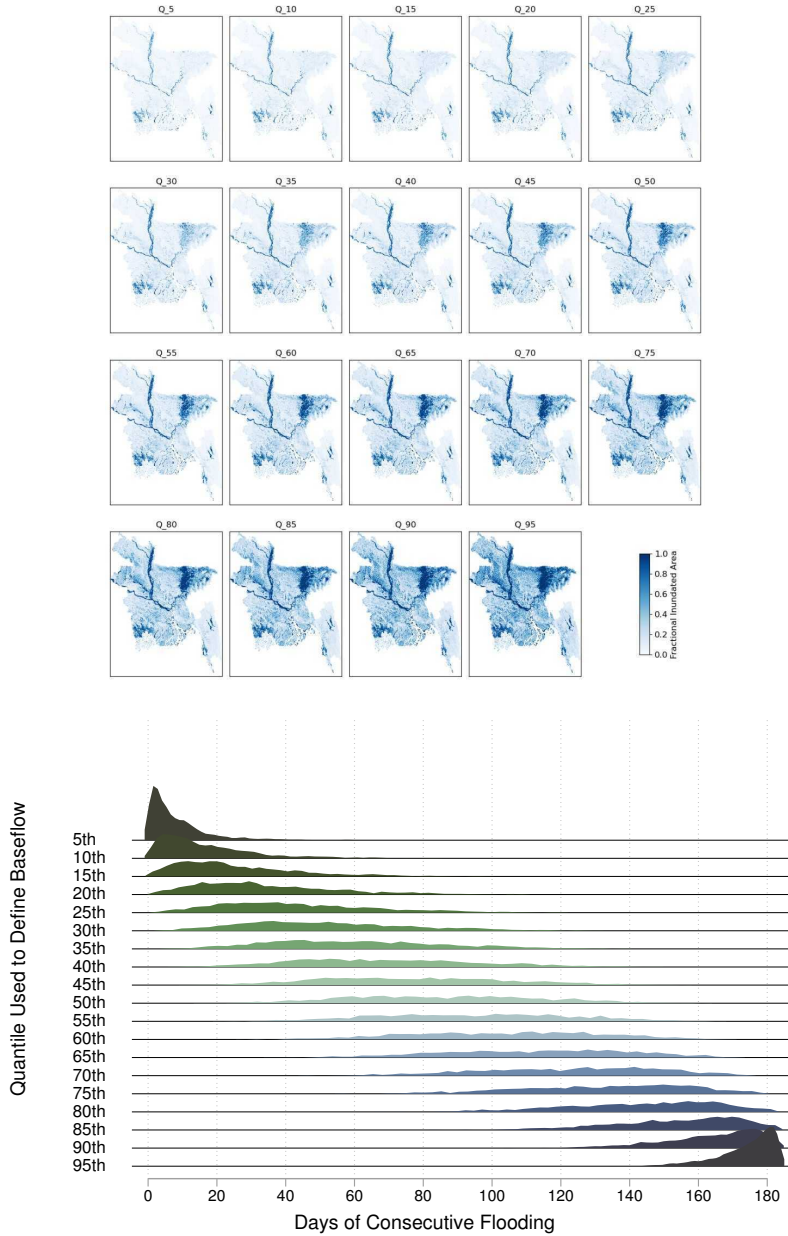 Q_5 Q_10 Q_15 Q_20 Q_25
Q_30 Q_35 Q_40 Q_45 Q_50
Q_55 Q_60 Q_65 Q_70 Q_75
Q_80 Q_85 Q_90 Q_95
1.0
0.8
0.6
0.4
0.2
0.0
Fractional Inundated Area
Quantile Used to Define Baseflow
5th
10th
15th
20th
25th
30th
35th
40th
45th
50th
55th
60th
65th
70th
75th
80th
85th
90th
95th
0 20 40 60 80 100 120 140 160 180
Days of Consecutive Flooding